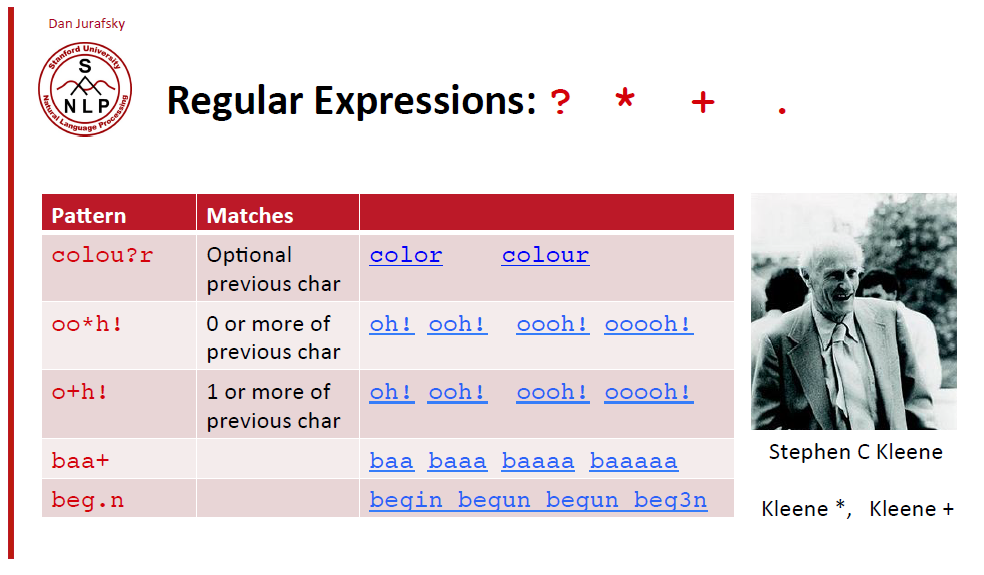 Dan Jurafsky
Stanford University
S
NLP
Natural Language Processing
Regular Expressions: ? * + .
Pattern Matches
colou?r Optional previous char color colour
oo*h! 0 or more of previous char oh! ooh! oooh! ooooh!
o+h! 1 or more of previous char oh! ooh! oooh! ooooh!
baa+ baa baaa baaaa baaaaa
beg.n begin begun begun beg3n
Stephen C Kleene
Kleene *, Kleene +